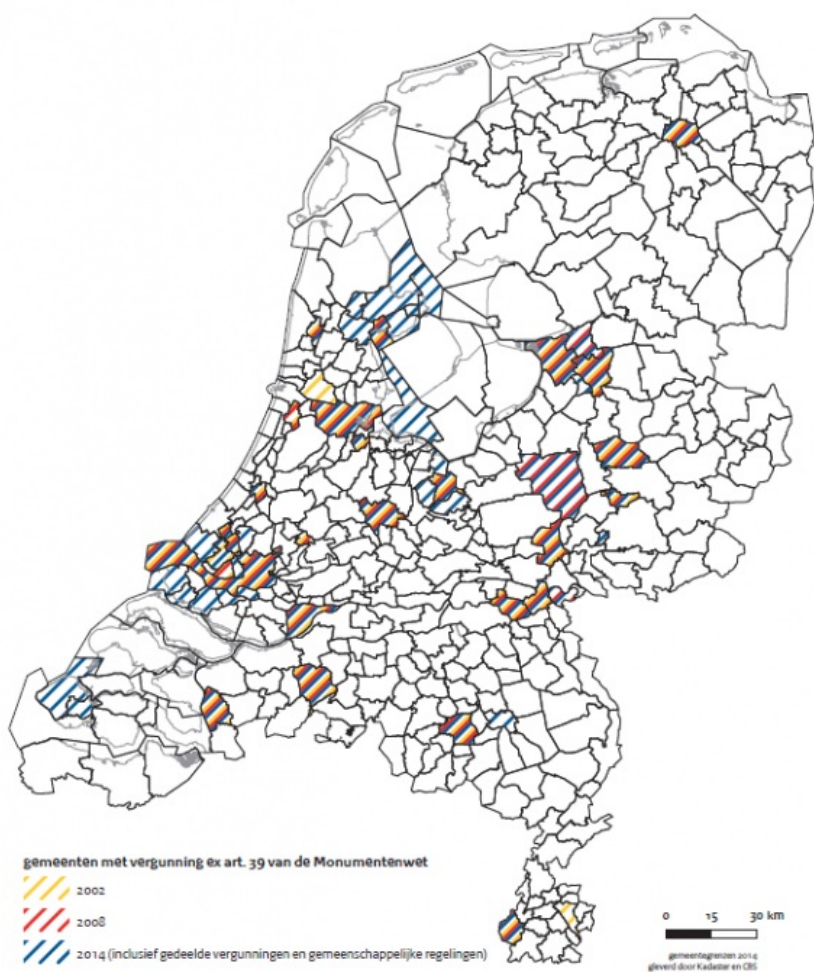 gemeenten met vergunning ex art. 39 van de Monumentenwet
2002
2008
2014 (inclusief gedeelde vergunningen en gemeenschappelijke regelingen)
0 15 30 km
gemeentegrenzen 2014
gleverd door Kadaster en CBS